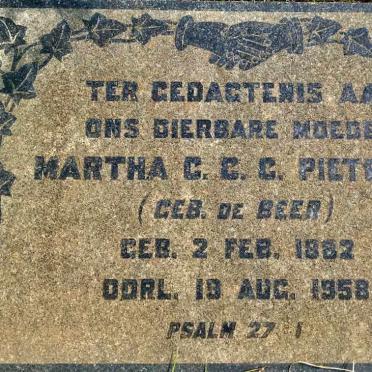 TER GEDAGTENIS AA
ONS DIERBARE MOEDE
MARTHA C. C. C. PIET
(GEB. DE BEER)
GEB. 2 FEB. 1882
OORL. 19 AUG. 1958
PSALM 27 : 1